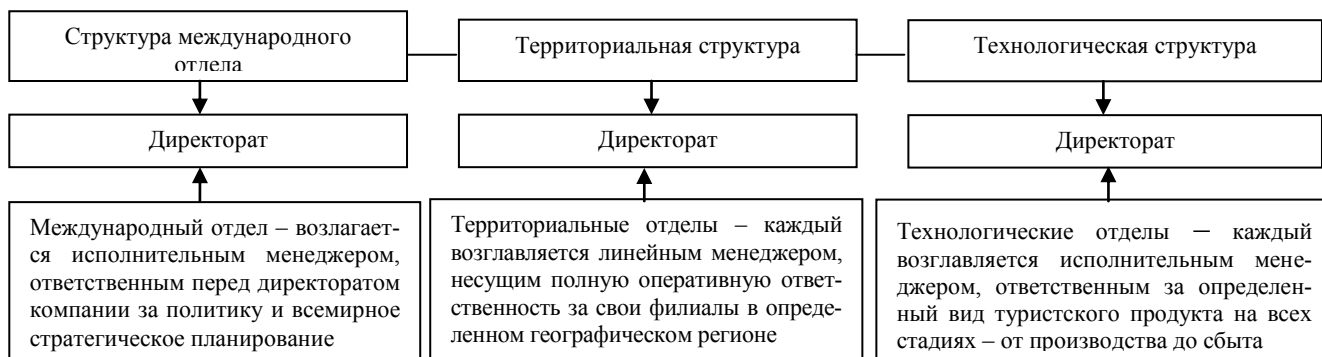 Структура международного
отдела
Территориальная структура
Технологическая структура
Директорат
Директорат
Директорат
Международный отдел – возлагает-
ся исполнительным менеджером,
ответственным перед директоратом
компании за политику и всемирное
стратегическое планирование
Территориальные отделы – каждый
возглавляется линейным менеджером,
несущим полную оперативную ответ-
ственность за свои филиалы в опреде-
ленном географическом регионе
Технологические отделы – каждый
возглавляется исполнительным мене-
джером, ответственным за определен-
ный вид туристского продукта на всех
стадиях – от производства до сбыта